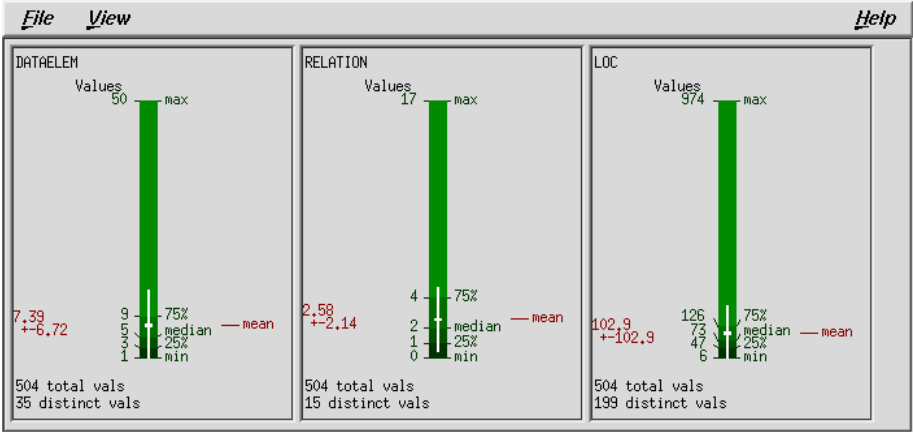 File View Help
DATAELEM
Values
50 max
7.39
+-6.72
9 75%
mean
5 median
3 25%
1 min
504 total vals
35 distinct vals
RELATION
Values
17 max
4 75%
2.58
+-2.14
mean
2 median
1 25%
0 min
504 total vals
15 distinct vals
LOC
Values
974 max
126 75%
102.9
+-102.9
73 median
mean
47 25%
6 min
504 total vals
199 distinct vals